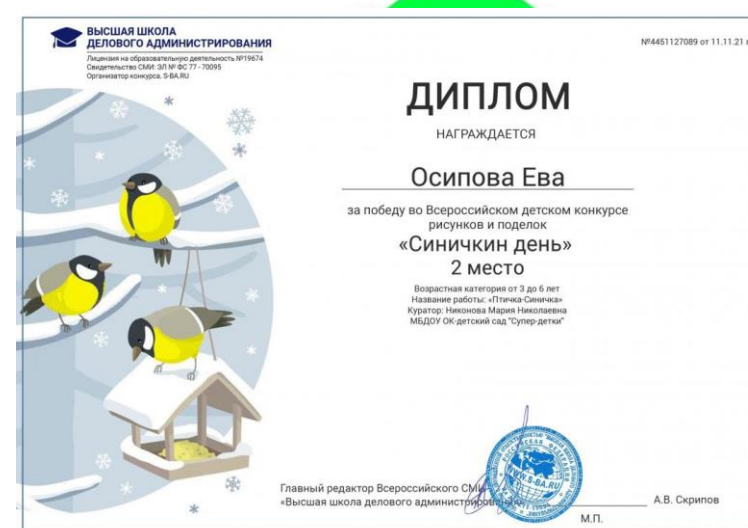 ВЫСШАЯ ШКОЛА
ДЕЛОВОГО АДМИНИСТРИРОВАНИЯ
Лицензия на образовательную деятельность №19674
Свидетельство СМИ: ЭЛ № ФС 77 - 70095
Организатор конкурса. S-BA.RU
№4451127089 от 11.11.21 г
ДИПЛОМ
НАГРАЖДАЕТСЯ
Осипова Ева
за победу во Всероссийском детском конкурсе
рисунков и поделок
«Синичкин день»
2 место
Возрастная категория от 3 до 6 лет
Название работы: «Птичка-Синичка»
Куратор: Никонова Мария Николаевна
МБДОУ ОК-детский сад "Супер-детки"
Главный редактор Всероссийского СМИ
«Высшая школа делового администрирования»
WWW.S-BA.RU
А.В. Скрипов
М.П.